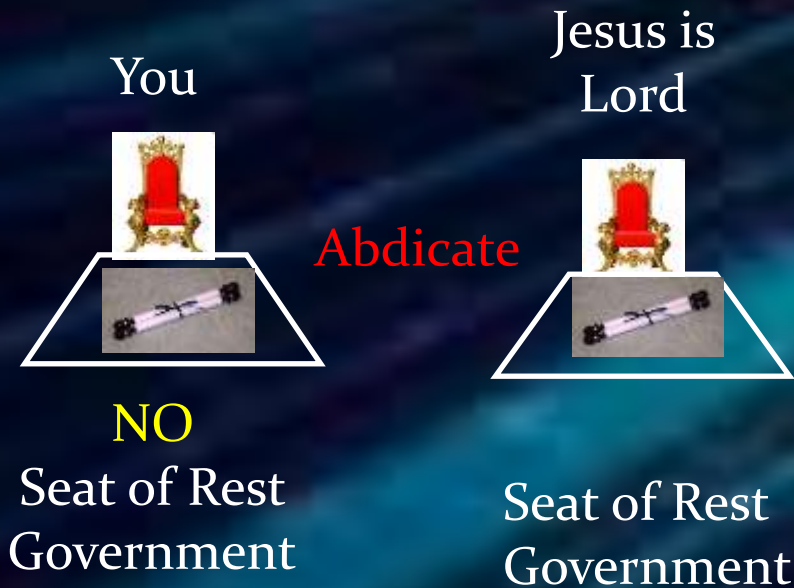 You
NO
Seat of Rest
Government
Abdicate
Jesus is
Lord
Seat of Rest
Government